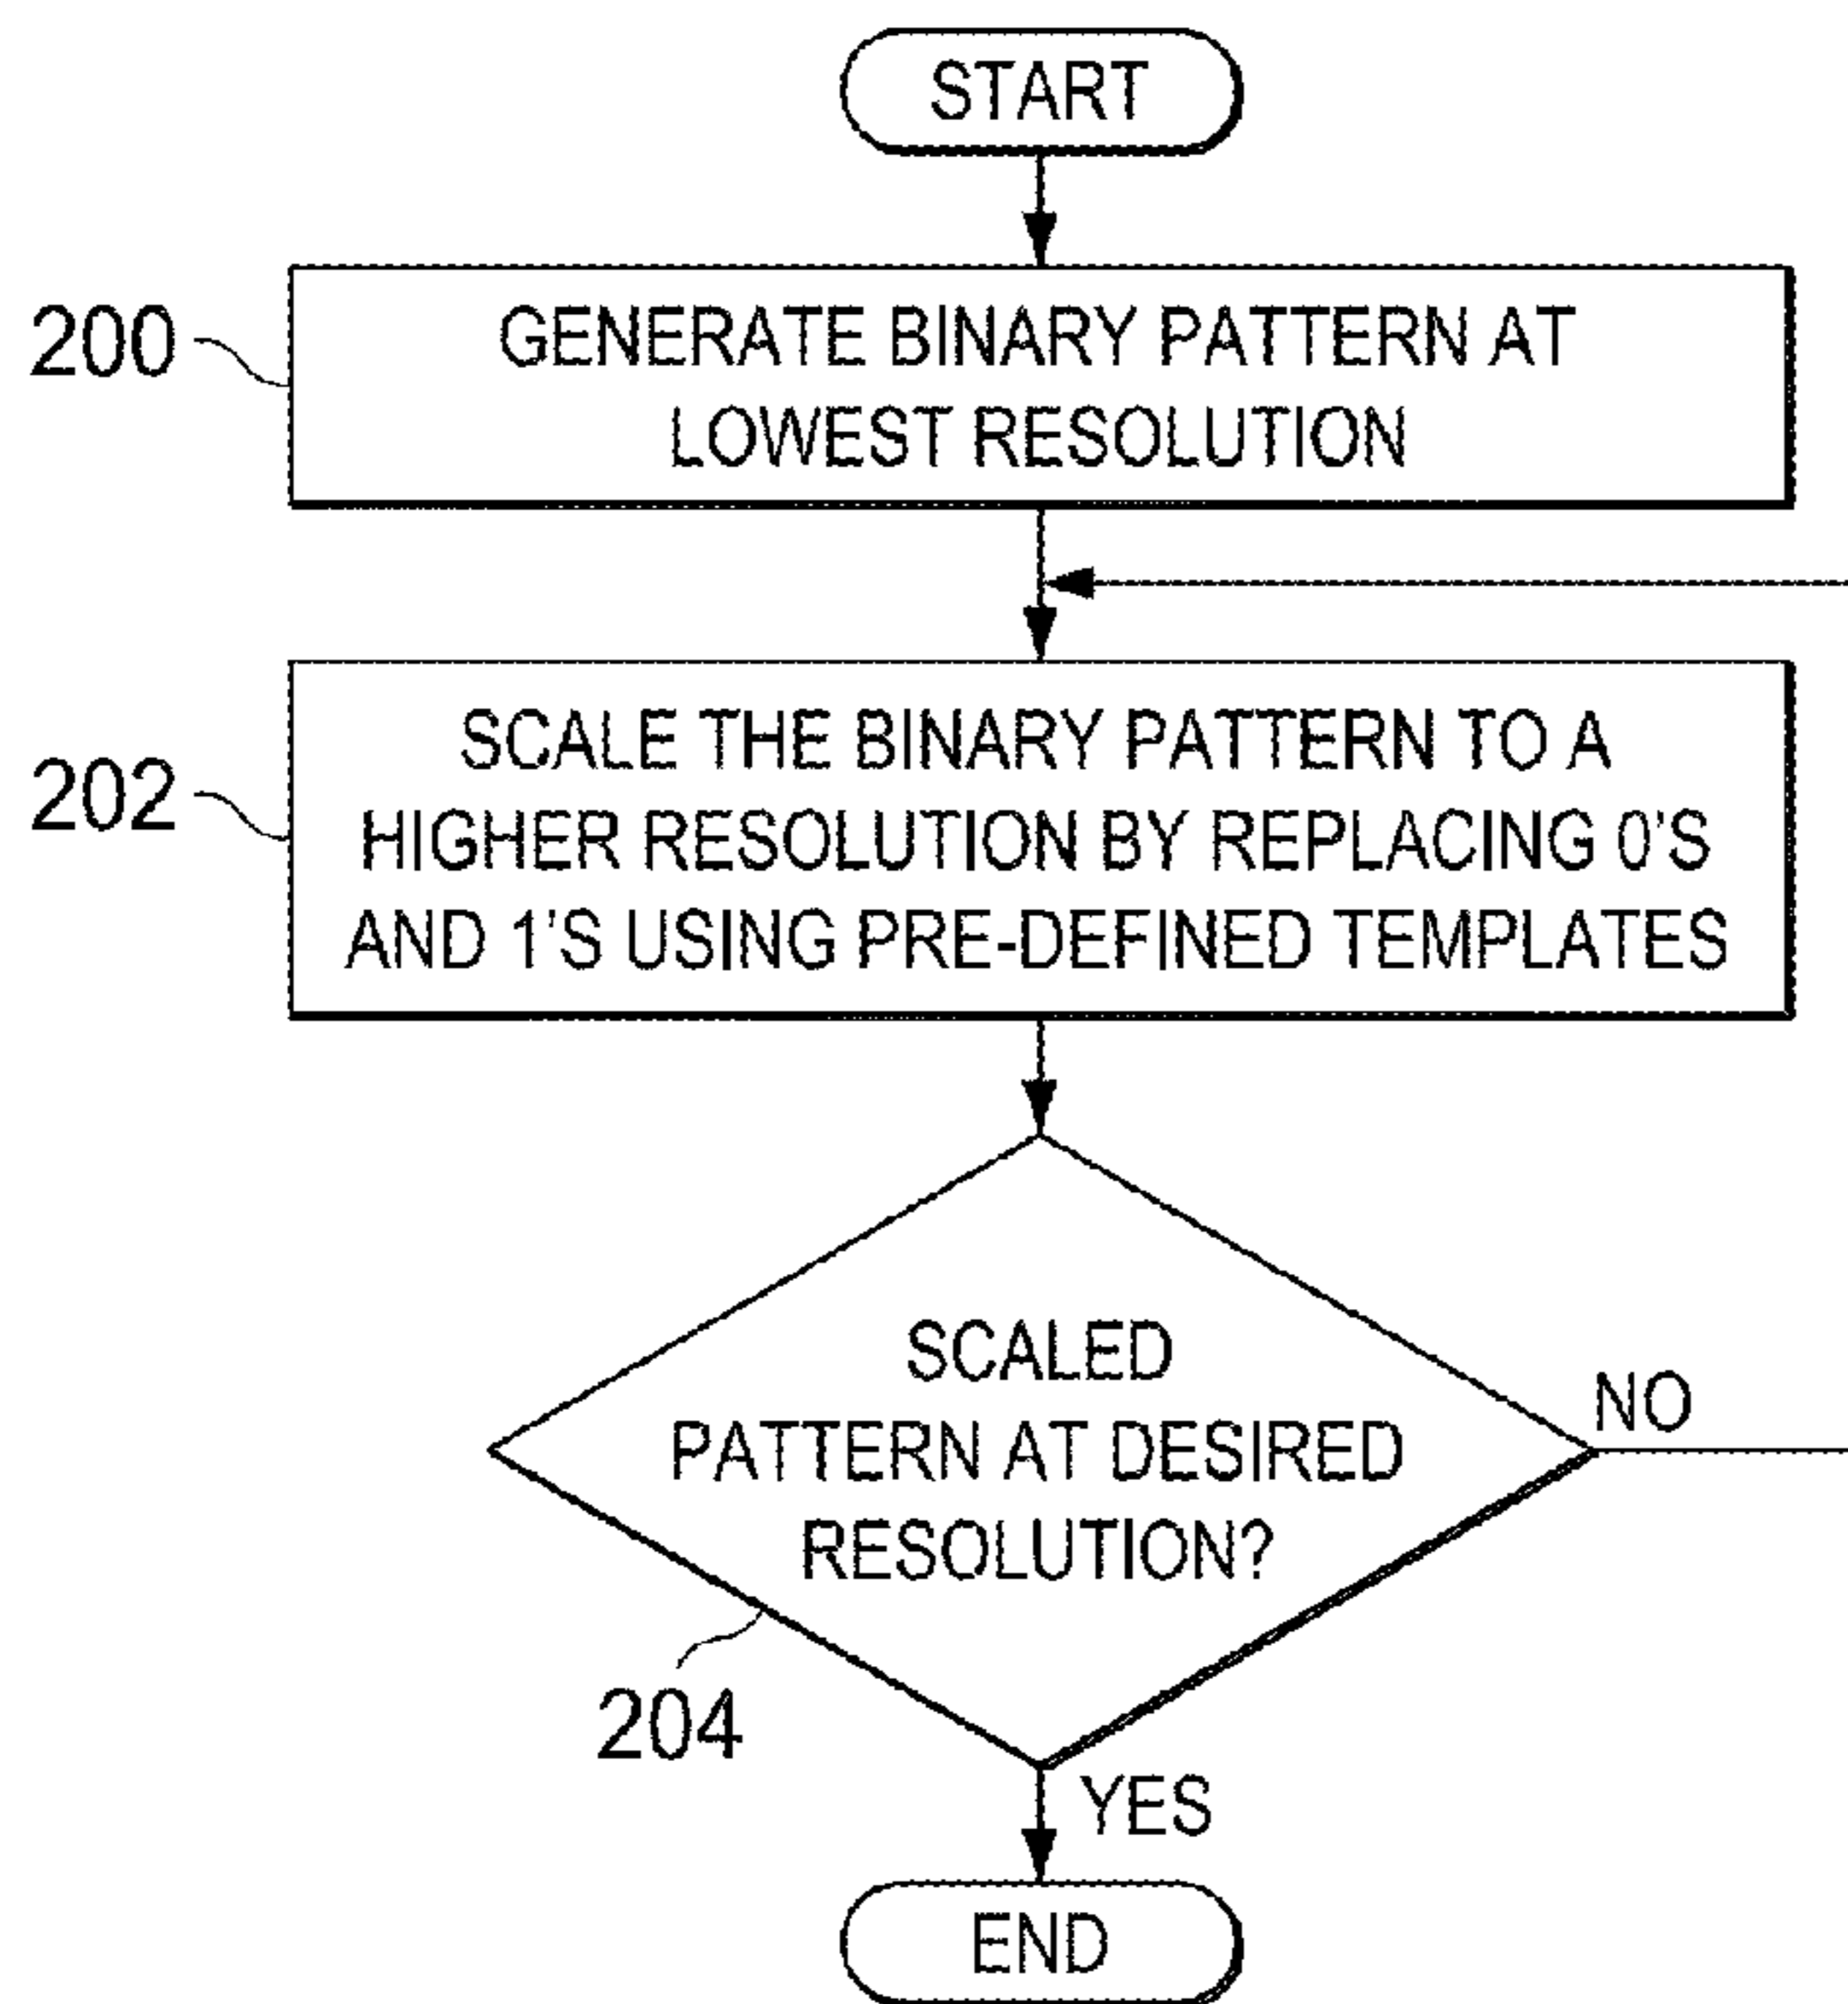 START
200
GENERATE BINARY PATTERN AT
LOWEST RESOLUTION
202
SCALE THE BINARY PATTERN TO A
HIGHER RESOLUTION BY REPLACING 0'S
AND 1'S USING PRE-DEFINED TEMPLATES
SCALED
PATTERN AT DESIRED
RESOLUTION?
NO
204
YES
END